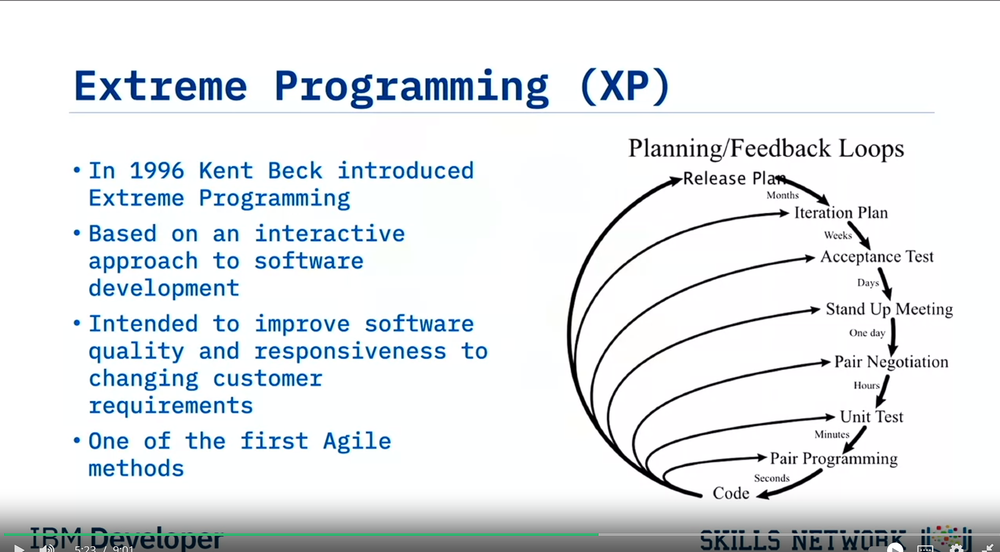 Extreme Programming (XP)
• In 1996 Kent Beck introduced
Extreme Programming
• Based on an interactive
approach to software
development
• Intended to improve software
quality and responsiveness to
changing customer
requirements
• One of the first Agile
methods
Planning/Feedback Loops
Release Plan
Months
Iteration Plan
Weeks
Acceptance Test
Days
Stand Up Meeting
One day
Pair Negotiation
Hours
Unit Test
Minutes
Pair Programming
Seconds
Code
IBM Developer
SKILLS NETWORK
5:23 / 9:01